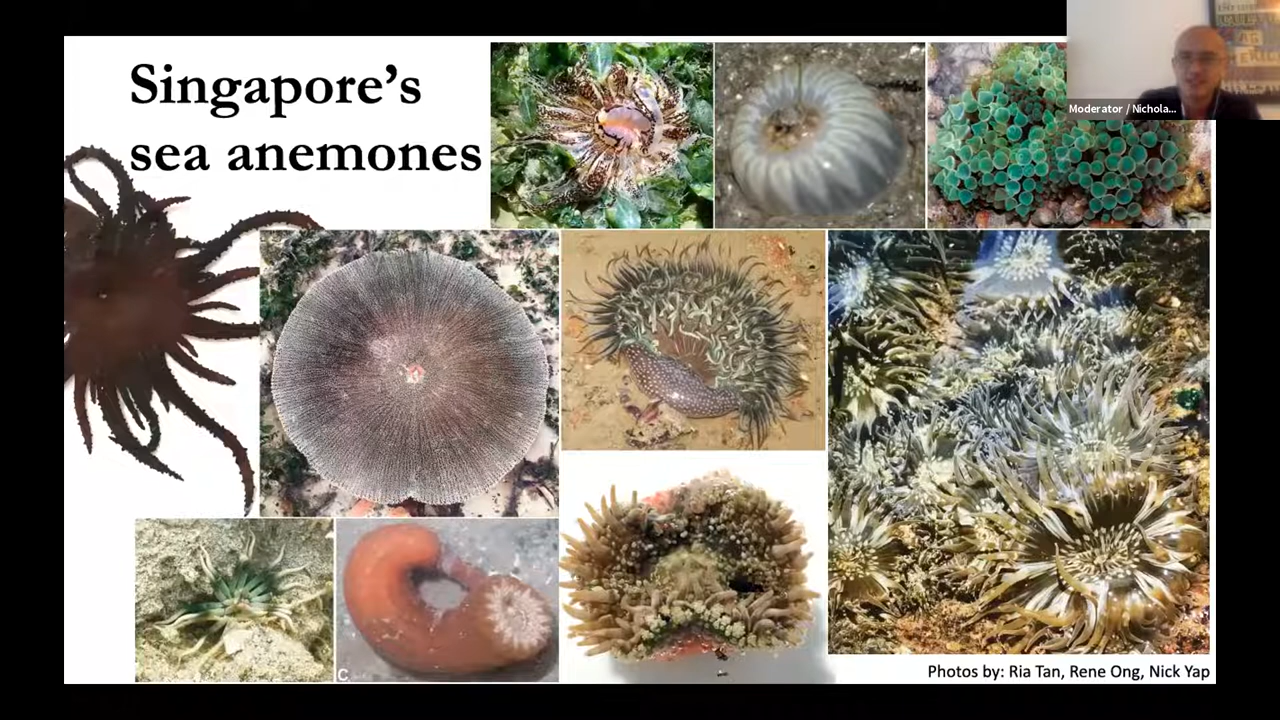 Singapore's
sea anemones
Moderator / Nichola...
C
Photos by: Ria Tan, Rene Ong, Nick Yap